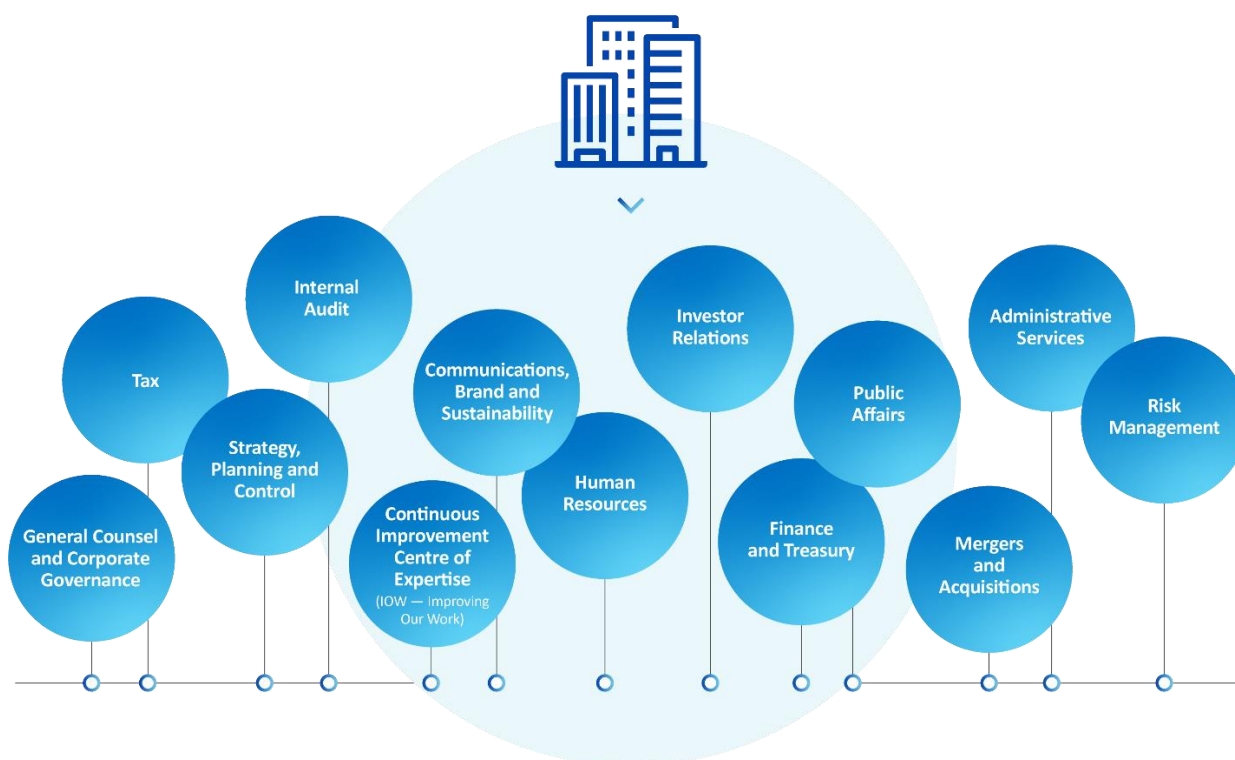 General Counsel
and Corporate
Governance
Tax
Strategy,
Planning and
Control
Internal
Audit
Continuous
Improvement
Centre of
Expertise
(IOW — Improving
Our Work)
Communications,
Brand and
Sustainability
Human
Resources
Investor
Relations
Finance
and Treasury
Public
Affairs
Mergers
and
Acquisitions
Administrative
Services
Risk
Management